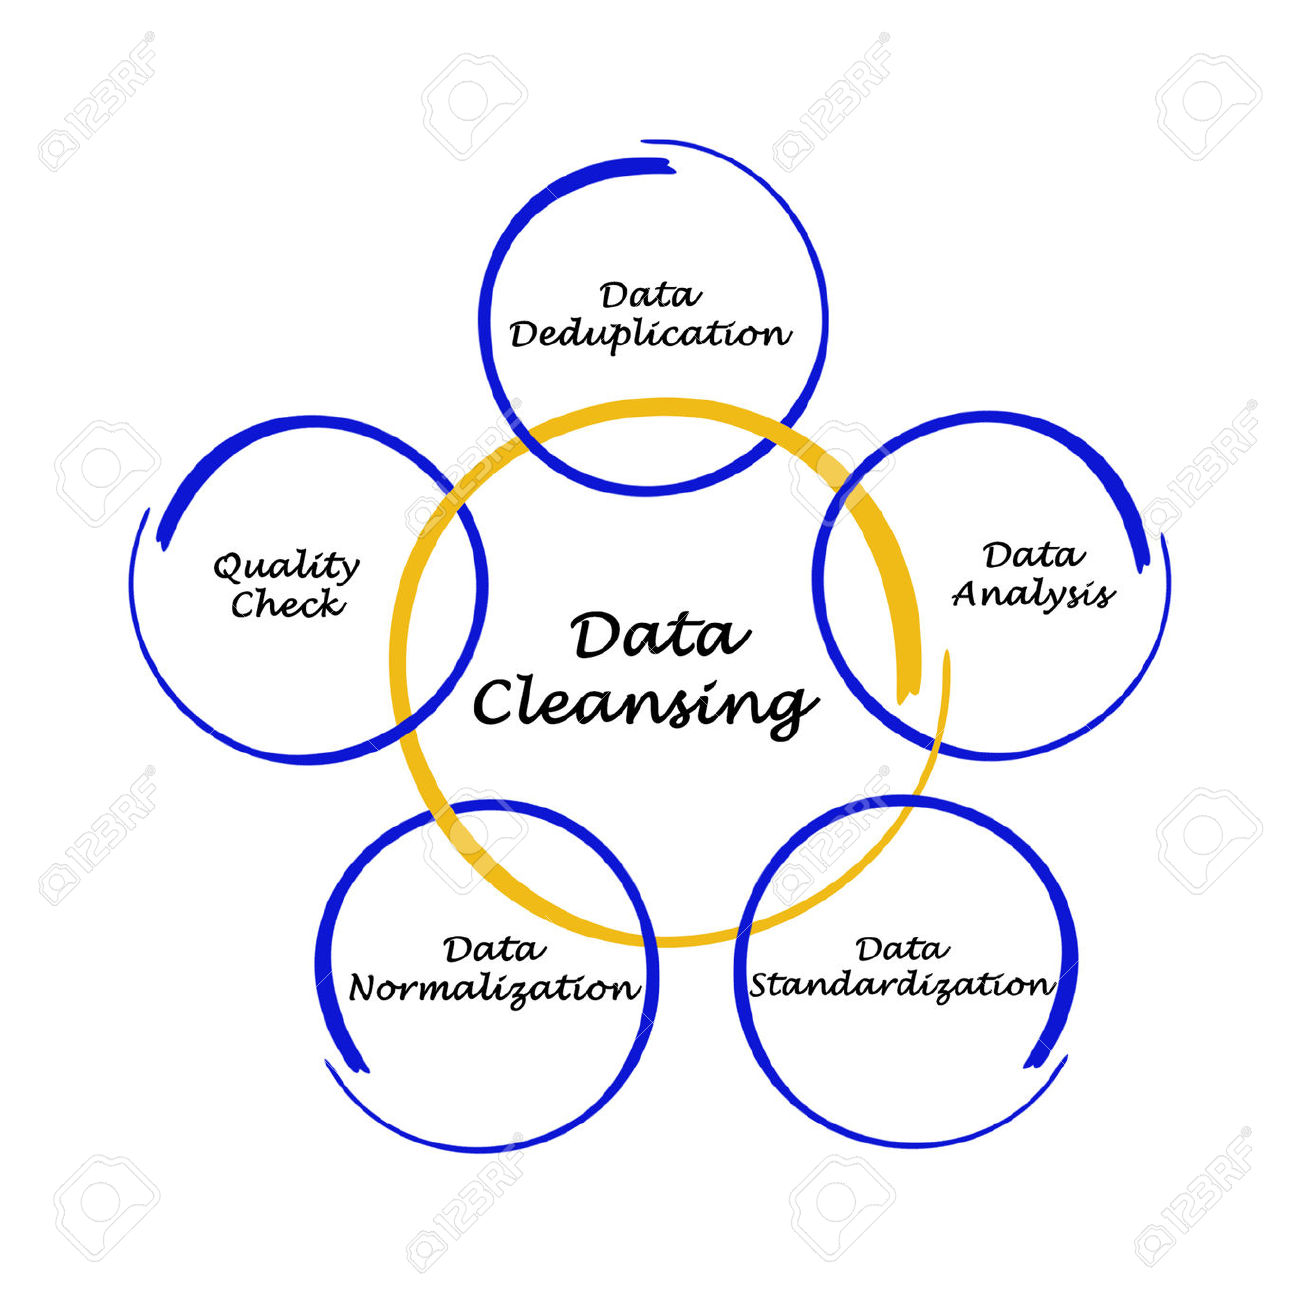 Data
Deduplication
Quality
Check
Data
Analysis
Data
Cleansing
Data
Normalization
Data
Standardization
123RF
123RF
123RF
123RF
123RF
123RF
123RF
123RF
123RF